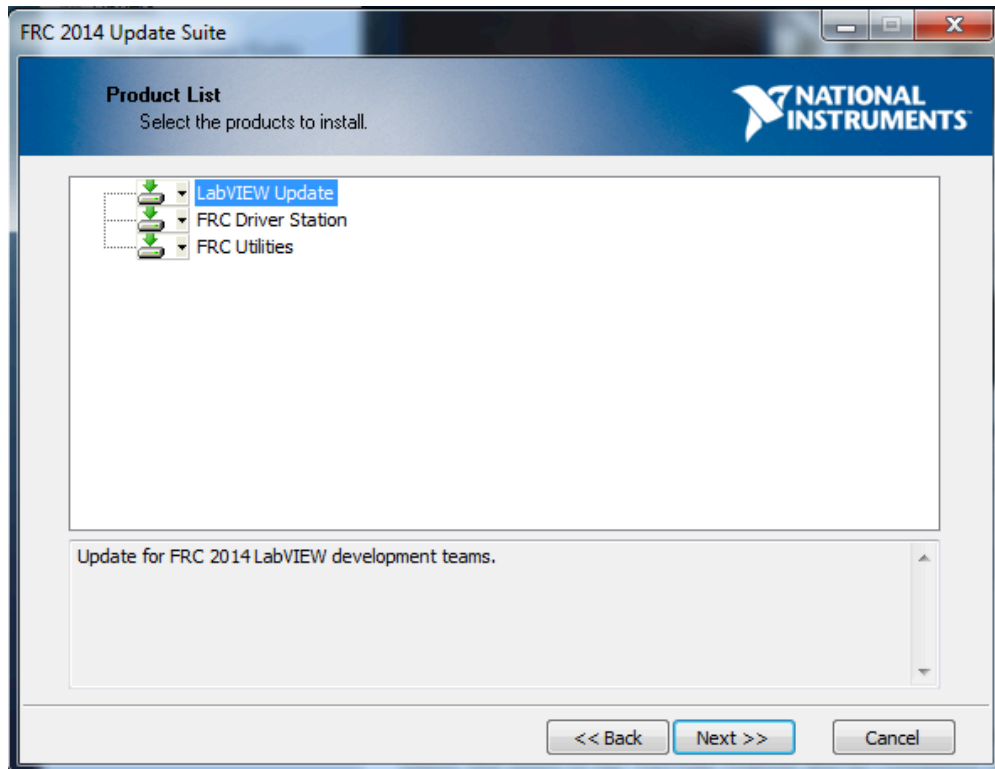 FRC 2014 Update Suite
Product List
Select the products to install.
NATIONAL
INSTRUMENTS
LabVIEW Update
FRC Driver Station
FRC Utilities
Update for FRC 2014 LabVIEW development teams.
<< Back
Next >>
Cancel